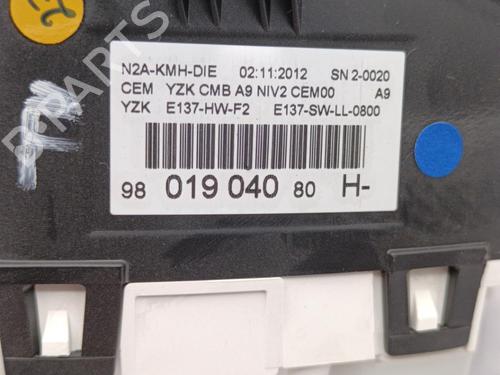 N2A-KMH-DIE 02:11:2012 SN 2-0020
CEM YZK CMB A9 NIV2 CEM00 A9
YZK E137-HW-F2 E137-SW-LL-0800
98 019 040 80 H-
B-PARTS